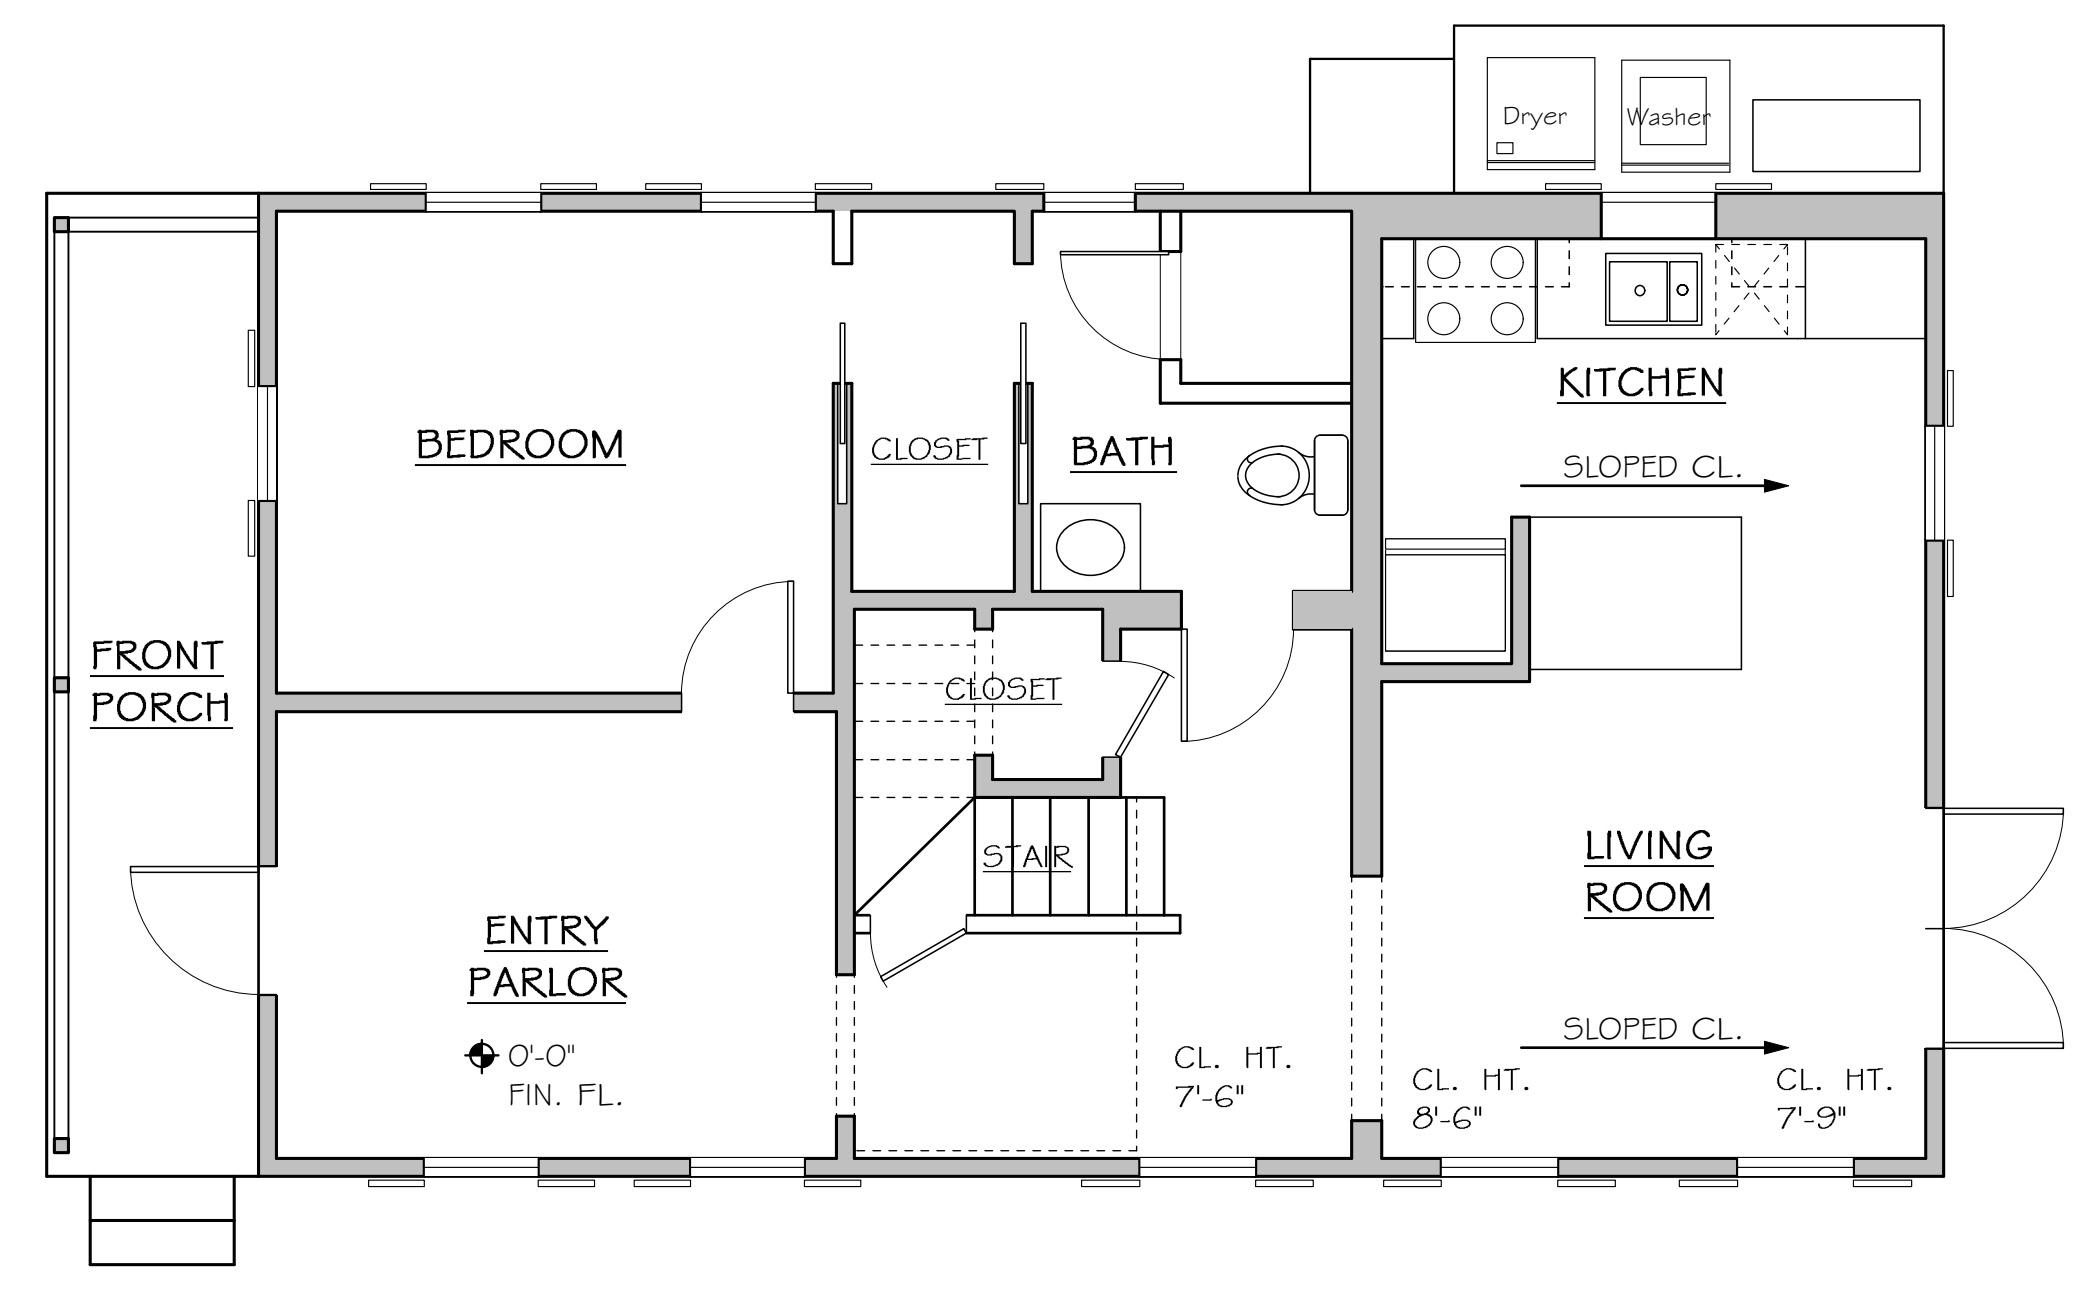 Dryer
Washer
KITCHEN
SLOPED CL.
BEDROOM
CLOSET
BATH
FRONT
PORCH
CLOSET
STAIR
LIVING
ROOM
ENTRY
PARLOR
0'-0"
FIN. FL.
SLOPED CL.
CL. HT.
7'-6"
CL. HT.
8'-6"
CL. HT.
7'-9"